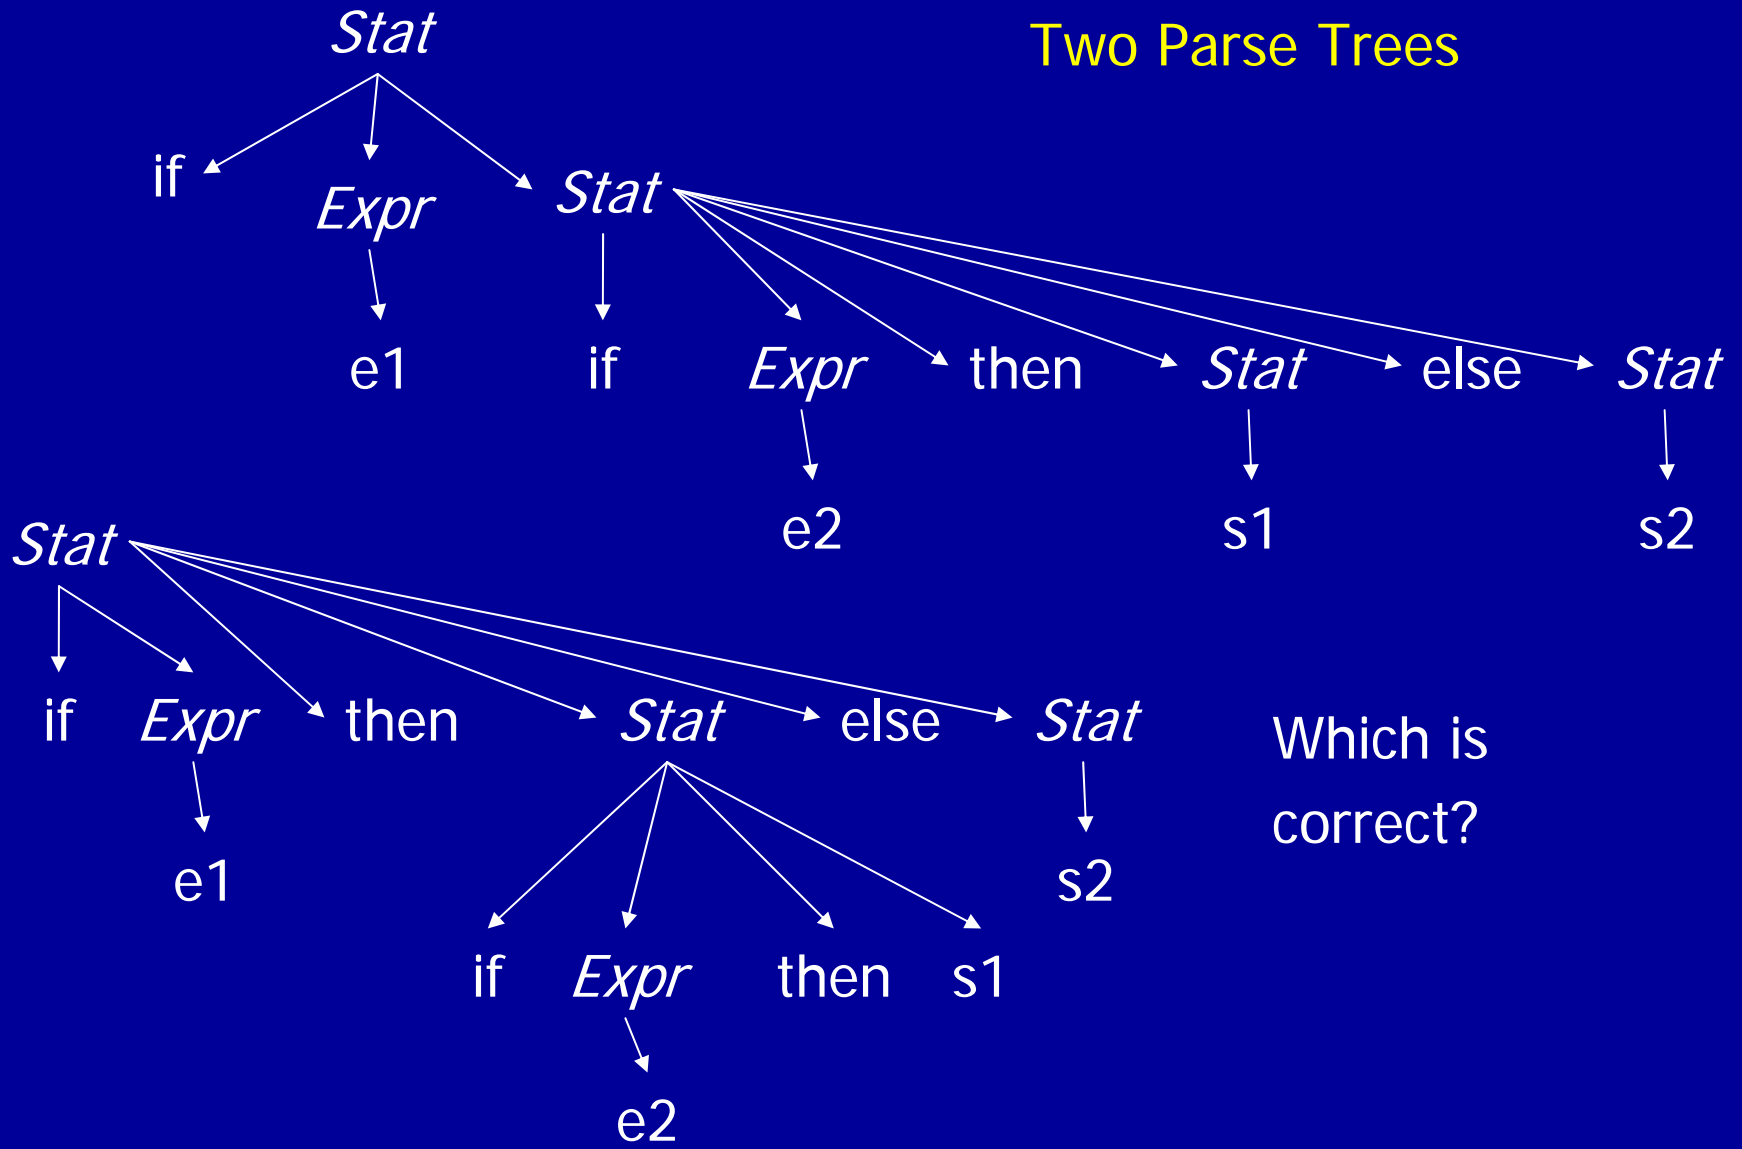 Two Parse Trees
Stat
if
Expr Stat
e1 if Expr then Stat else Stat
e2 s1 s2
Stat
if Expr then Stat else Stat
Which is
correct?
e1 s2
if Expr then s1
e2